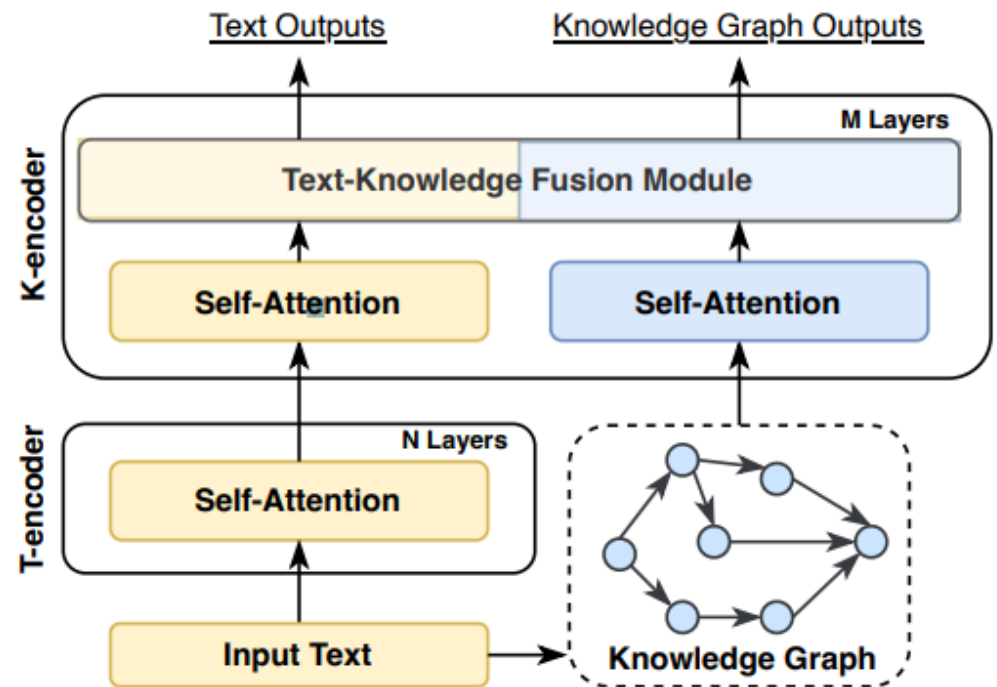 Text Outputs
Knowledge Graph Outputs
M Layers
K-encoder
Text-Knowledge Fusion Module
Self-Attention
Self-Attention
T-encoder
N Layers
Self-Attention
Input Text
Knowledge Graph